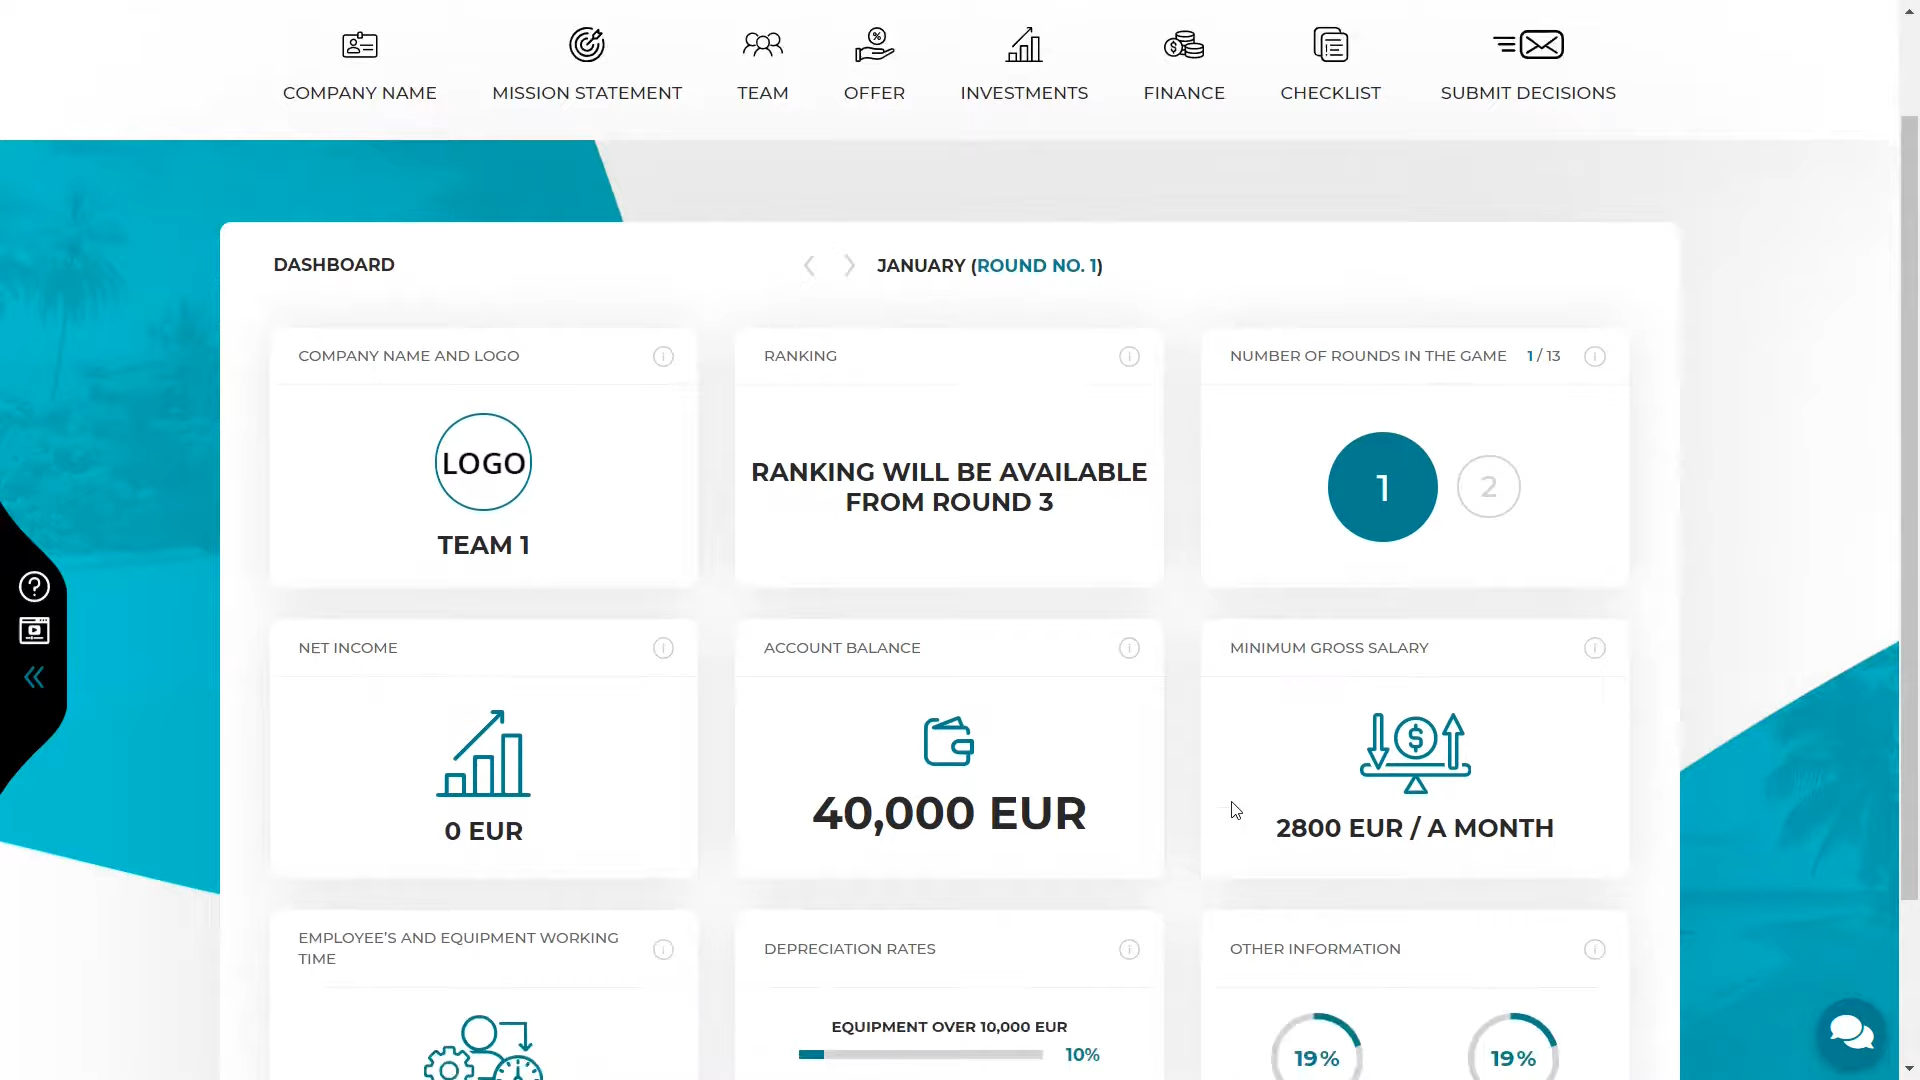 COMPANY NAME
MISSION STATEMENT
TEAM
OFFER
INVESTMENTS
FINANCE
CHECKLIST
SUBMIT DECISIONS
DASHBOARD
JANUARY (ROUND NO. 1)
COMPANY NAME AND LOGO
LOGO
TEAM 1
RANKING
RANKING WILL BE AVAILABLE
FROM ROUND 3
NUMBER OF ROUNDS IN THE GAME 1 / 13
1
2
NET INCOME
0 EUR
ACCOUNT BALANCE
40,000 EUR
MINIMUM GROSS SALARY
2800 EUR / A MONTH
EMPLOYEE'S AND EQUIPMENT WORKING
TIME
DEPRECIATION RATES
EQUIPMENT OVER 10,000 EUR
10%
OTHER INFORMATION
19%
19%